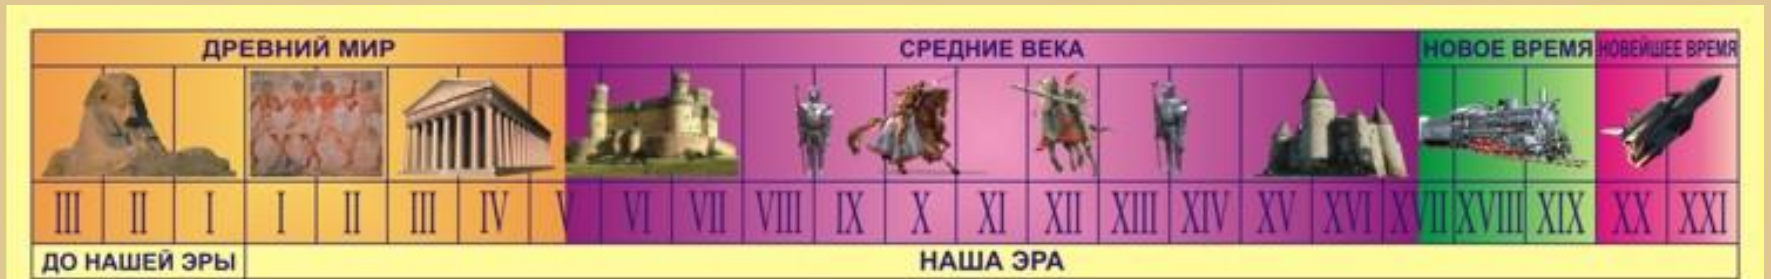 ДРЕВНИЙ МИР СРЕДНИЕ ВЕКА НОВОЕ ВРЕМЯ НОВЕЙШЕЕ ВРЕМЯ
III II I I II III IV V VI VII VIII IX X XI XII XIII XIV XV XVI XVII XVIII XIX XX XXI
ДО НАШЕЙ ЭРЫ НАША ЭРА